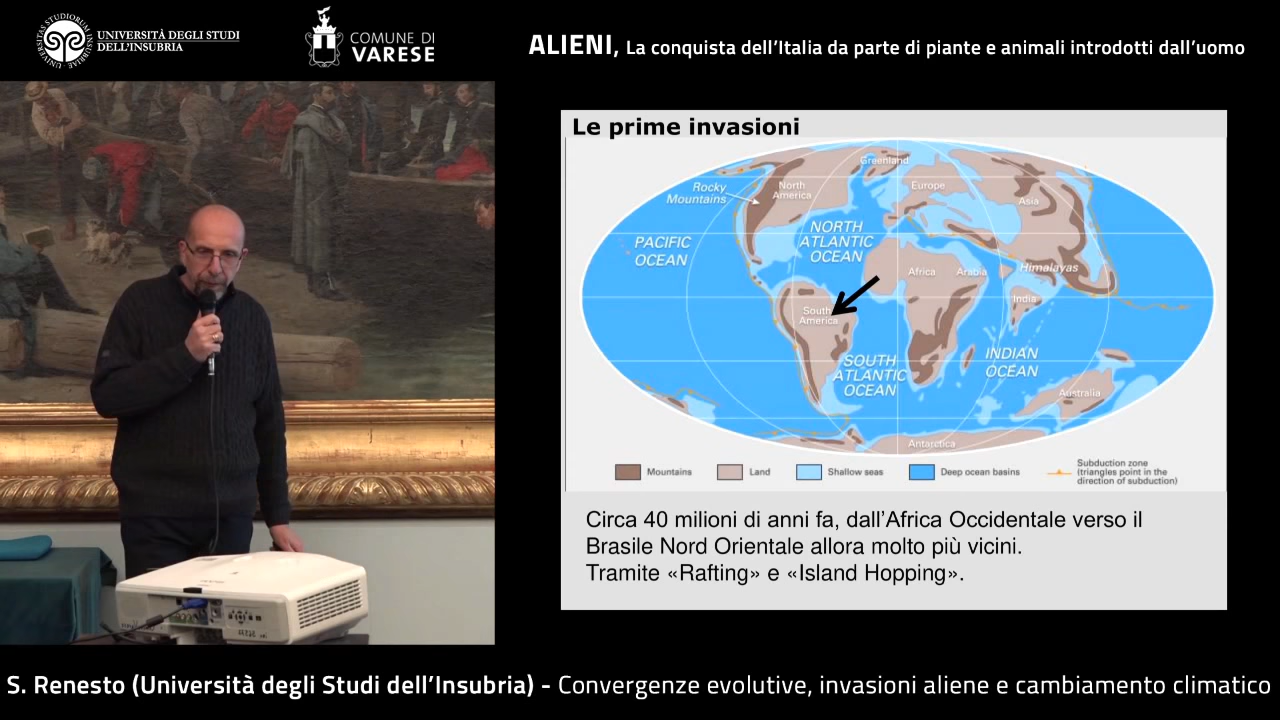 UNIVERSITÀ DEGLI STUDI
DELL'INSUBRIA
COMUNE DI
VARESE
ALIENI, La conquista dell'Italia da parte di piante e animali introdotti dall'uomo
Le prime invasioni
Greenland
Rocky
Mountains
North
America
Europe
Asia
PACIFIC
OCEAN
NORTH
ATLANTIC
OCEAN
Africa
Arabia
Himalayas
India
South
America
SOUTH
ATLANTIC
OCEAN
INDIAN
OCEAN
Australia
Antarctica
Mountains
Land
Shallow seas
Deep ocean basins
Subduction zone
(triangles point in the
direction of subduction)
Circa 40 milioni di anni fa, dall'Africa Occidentale verso il
Brasile Nord Orientale allora molto più vicini.
Tramite «Rafting» e «Island Hopping».
S. Renesto (Università degli Studi dell'Insubria) - Convergenze evolutive, invasioni aliene e cambiamento climatico